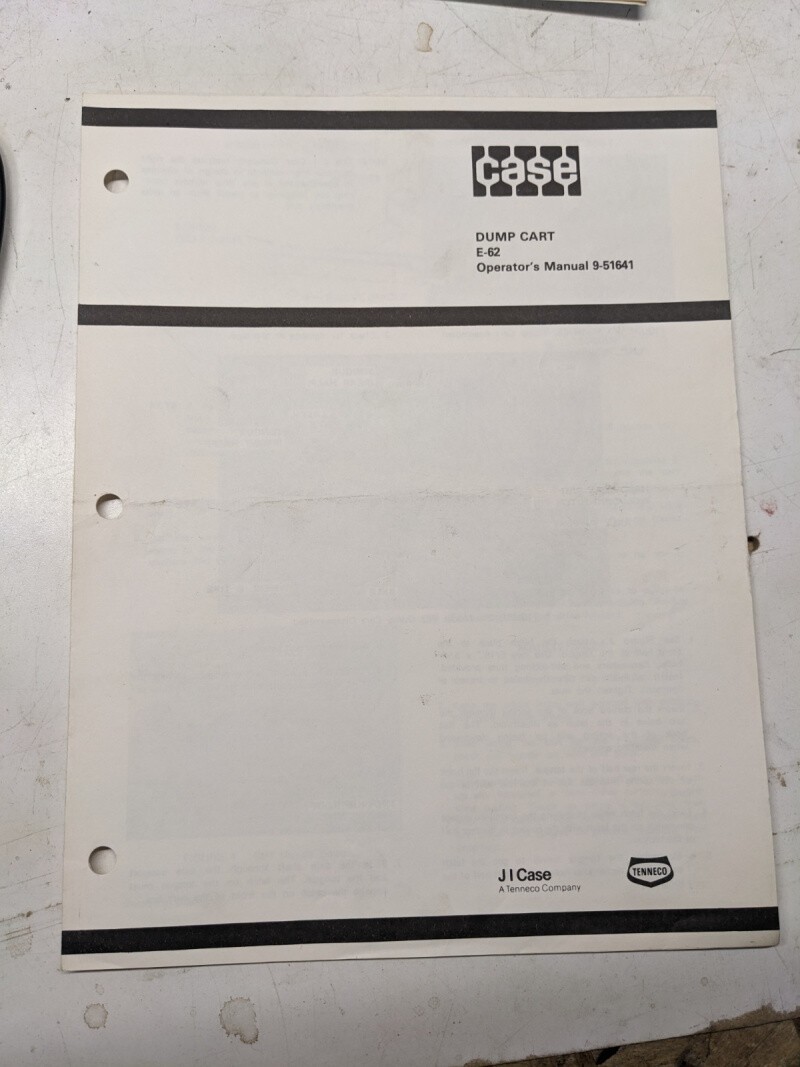 case
DUMP CART
E-62
Operator's Manual 9-51641
J I Case
A Tenneco Company
TENNECO